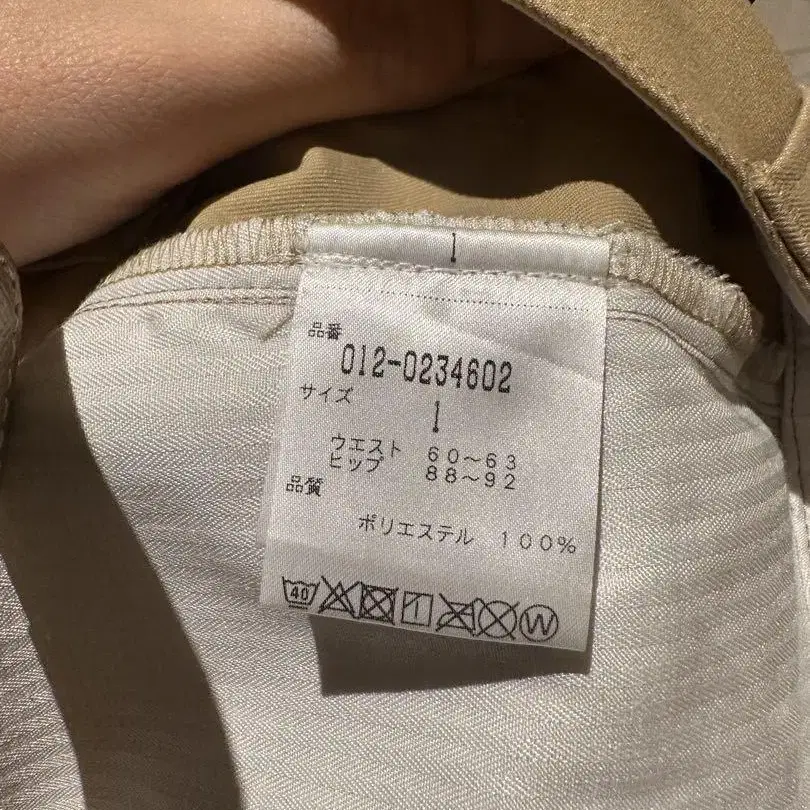 1
品番
012-0234602
サイズ
1
ウエスト 60～63
ヒップ 88～92
品質
ポリエステル 100%
40 W